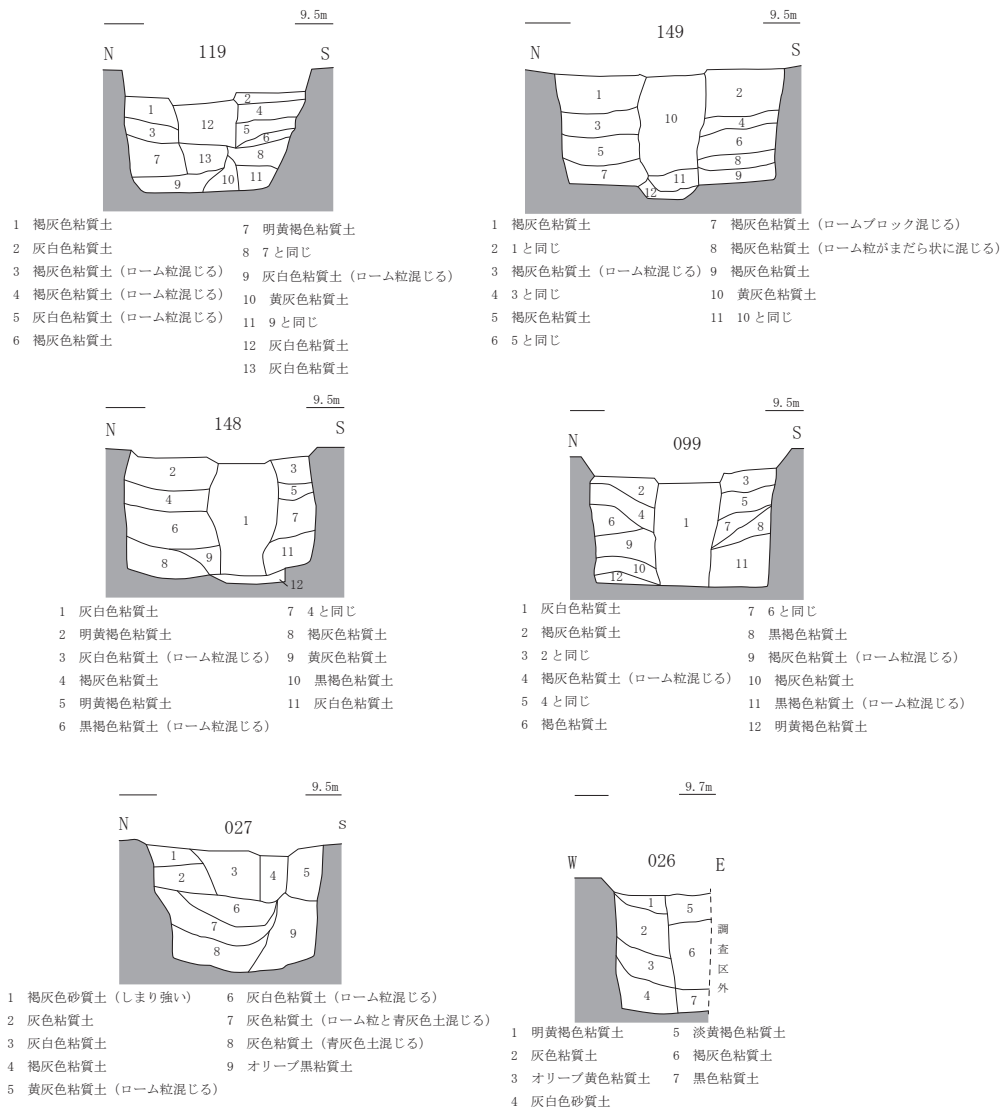 9.5m
N 119 S
1
2
3
4
5
6
7
8
9
10
11
12
13
1 褐灰色粘質土
2 灰白色粘質土
3 褐灰色粘質土（ローム粒混じる）
4 褐灰色粘質土（ローム粒混じる）
5 灰白色粘質土（ローム粒混じる）
6 褐灰色粘質土
7 明黄褐色粘質土
8 7と同じ
9 灰白色粘質土（ローム粒混じる）
10 黄灰色粘質土
11 9と同じ
12 灰白色粘質土
13 灰白色粘質土
9.5m
N 149 S
1
2
3
4
5
6
7
8
9
10
11
12
1 褐灰色粘質土
2 1と同じ
3 褐灰色粘質土（ローム粒混じる）
4 3と同じ
5 褐灰色粘質土
6 5と同じ
7 褐灰色粘質土（ロームブロック混じる）
8 褐灰色粘質土（ローム粒がまだら状に混じる）
9 褐灰色粘質土
10 黄灰色粘質土
11 10と同じ
9.5m
N 148 S
1
2
3
4
5
6
7
8
9
11
12
1 灰白色粘質土
2 明黄褐色粘質土
3 灰白色粘質土（ローム粒混じる）
4 褐灰色粘質土
5 明黄褐色粘質土
6 黒褐色粘質土（ローム粒混じる）
7 4と同じ
8 褐灰色粘質土
9 黄灰色粘質土
10 黒褐色粘質土
11 灰白色粘質土
9.5m
N 099 S
1
2
3
4
5
6
7
8
9
10
11
12
1 灰白色粘質土
2 褐灰色粘質土
3 2と同じ
4 褐灰色粘質土（ローム粒混じる）
5 4と同じ
6 褐色粘質土
7 6と同じ
8 黒褐色粘質土
9 褐灰色粘質土（ローム粒混じる）
10 褐灰色粘質土
11 黒褐色粘質土（ローム粒混じる）
12 明黄褐色粘質土
9.5m
N 027 S
1
2
3
4
5
6
7
8
9
1 褐灰色砂質土（しまり強い）
2 灰色粘質土
3 灰白色粘質土
4 褐灰色粘質土
5 黄灰色粘質土（ローム粒混じる）
6 灰白色粘質土（ローム粒混じる）
7 灰色粘質土（ローム粒と青灰色土混じる）
8 灰色粘質土（青灰色土混じる）
9 オリーブ黒粘質土
9.7m
W 026 E
1
2
3
4
5
6
7
調査区外
1 明黄褐色粘質土
2 灰色粘質土
3 オリーブ黄色粘質土
4 灰白色砂質土
5 淡黄褐色粘質土
6 褐灰色粘質土
7 黒色粘質土